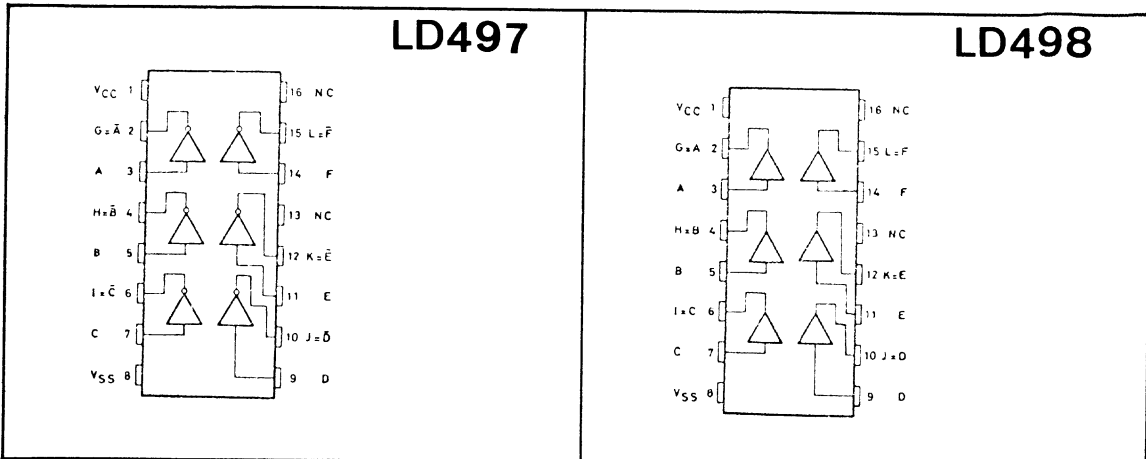 LD497
VCC 1
16 NC
G=Ā 2
15 L=F̄
A 3
14 F
H=B̄ 4
13 NC
B 5
12 K=Ē
I=C̄ 6
11 E
C 7
10 J=D̄
VSS 8
9 D
LD498
VCC 1
16 NC
G=A 2
15 L=F
A 3
14 F
H=B 4
13 NC
B 5
12 K=E
I=C 6
11 E
C 7
10 J=D
VSS 8
9 D